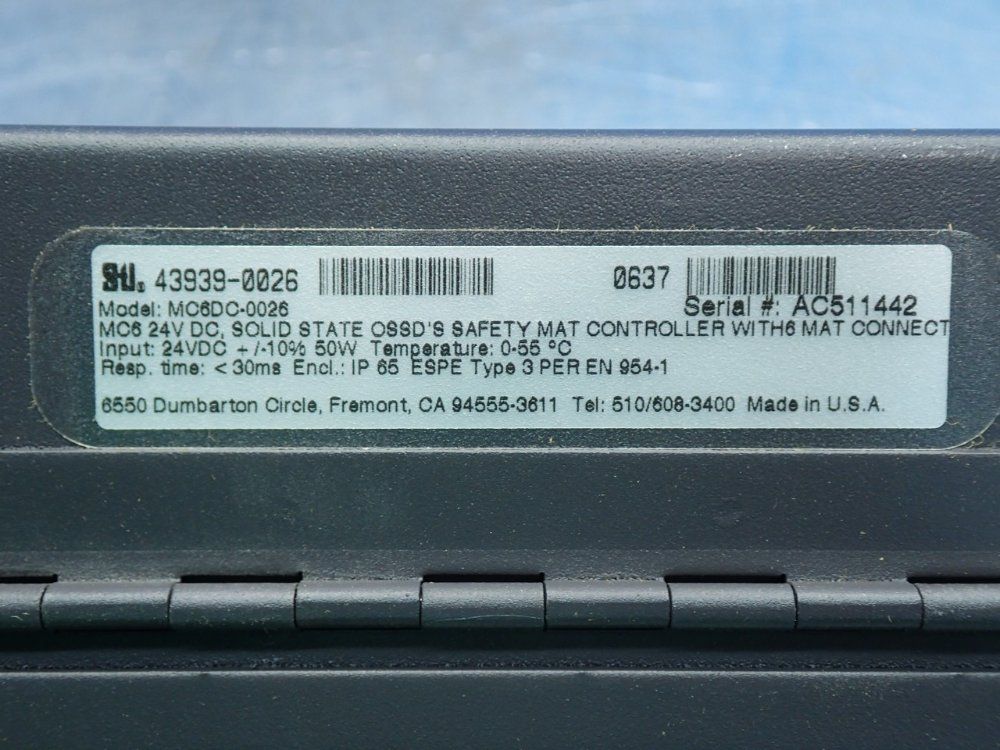 STI. 43939-0026 0637
Model: MC6DC-0026 Serial #: AC511442
MC6 24V DC, SOLID STATE OSSD'S SAFETY MAT CONTROLLER WITH6 MAT CONNECT
Input: 24VDC +/-10% 50W Temperature: 0-55 ºC
Resp. time: <30ms Encl.: IP 65 ESPE Type 3 PER EN 954-1
6550 Dumbarton Circle, Fremont, CA 94555-3611 Tel: 510/608-3400 Made in U.S.A.